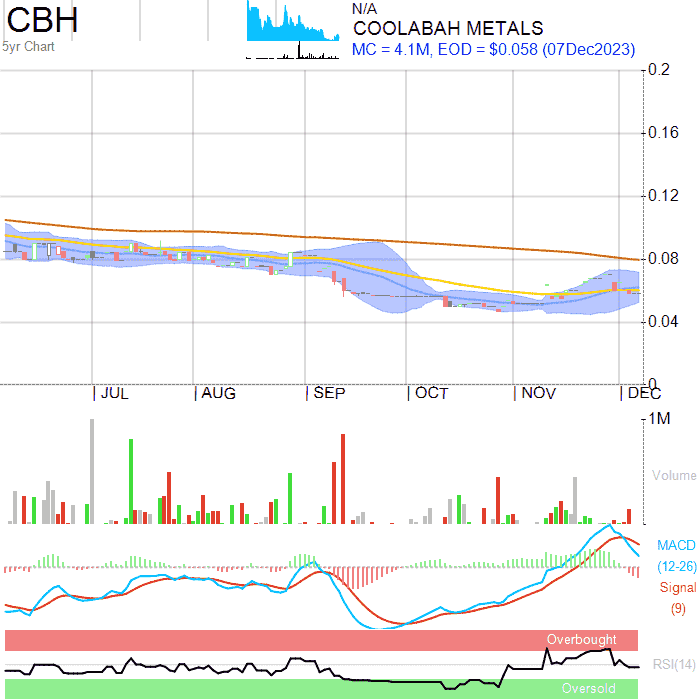 CBH
5yr Chart
N/A
COOLABAH METALS
MC = 4.1M, EOD = $0.058 (07Dec2023)
0.2
0.16
0.12
0.08
0.04
0
JUL AUG SEP OCT NOV DEC
1M
Volume
MACD
(12-26)
Signal
(9)
Overbought
RSI(14)
Oversold